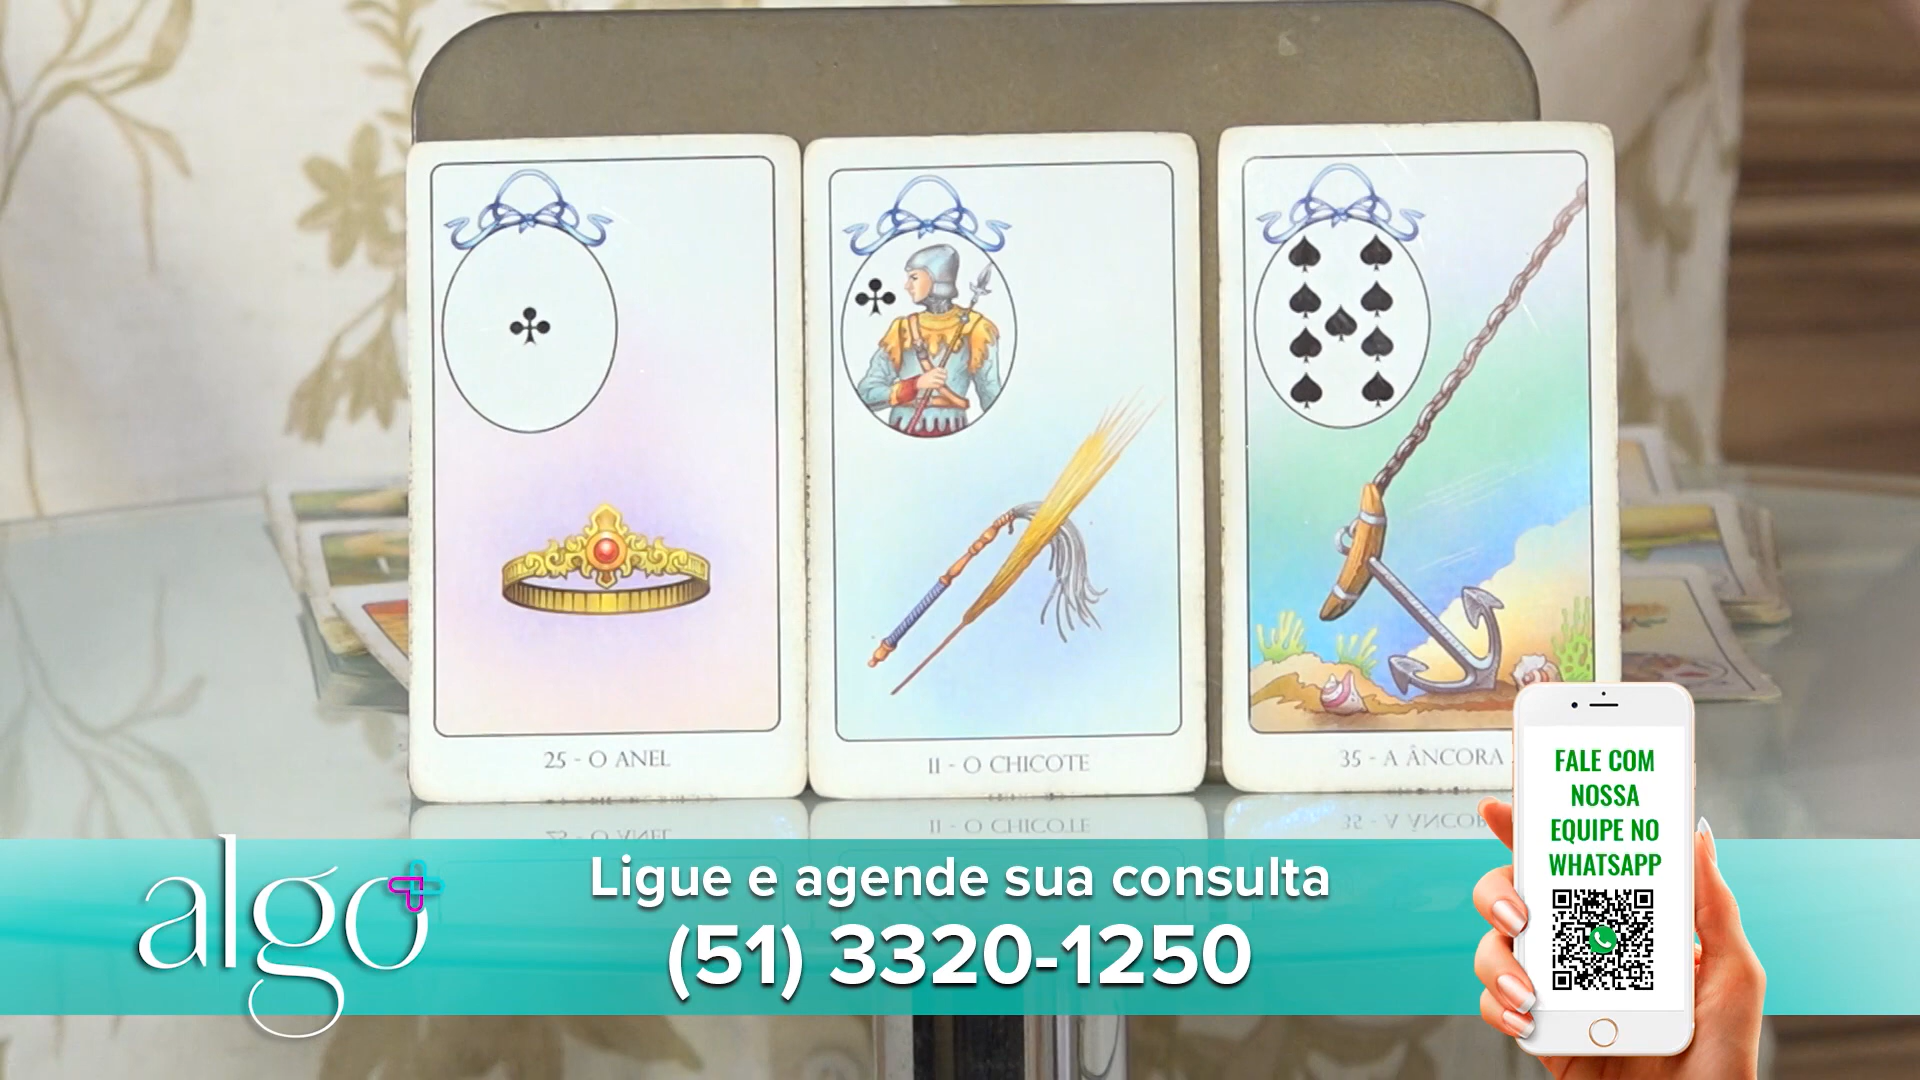 25 - O ANEL
11 - O CHICOTE
35 - A ÂNCORA
algo+
Ligue e agende sua consulta
(51) 3320-1250
FALE COM
NOSSA
EQUIPE NO
WHATSAPP